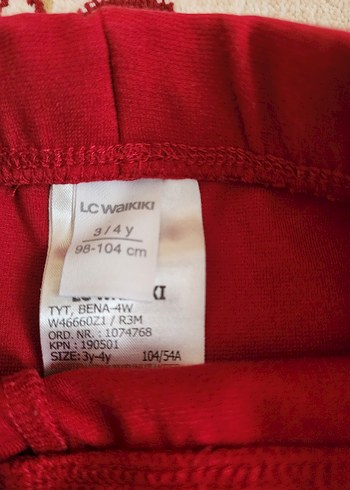 LC WAIKIKI
3/4 y
98-104 cm
TYT, BENA-4W
W46660Z1 / R3M
ORD. NR. : 1074768
KPN : 190501
SIZE: 3y-4y 104/54A